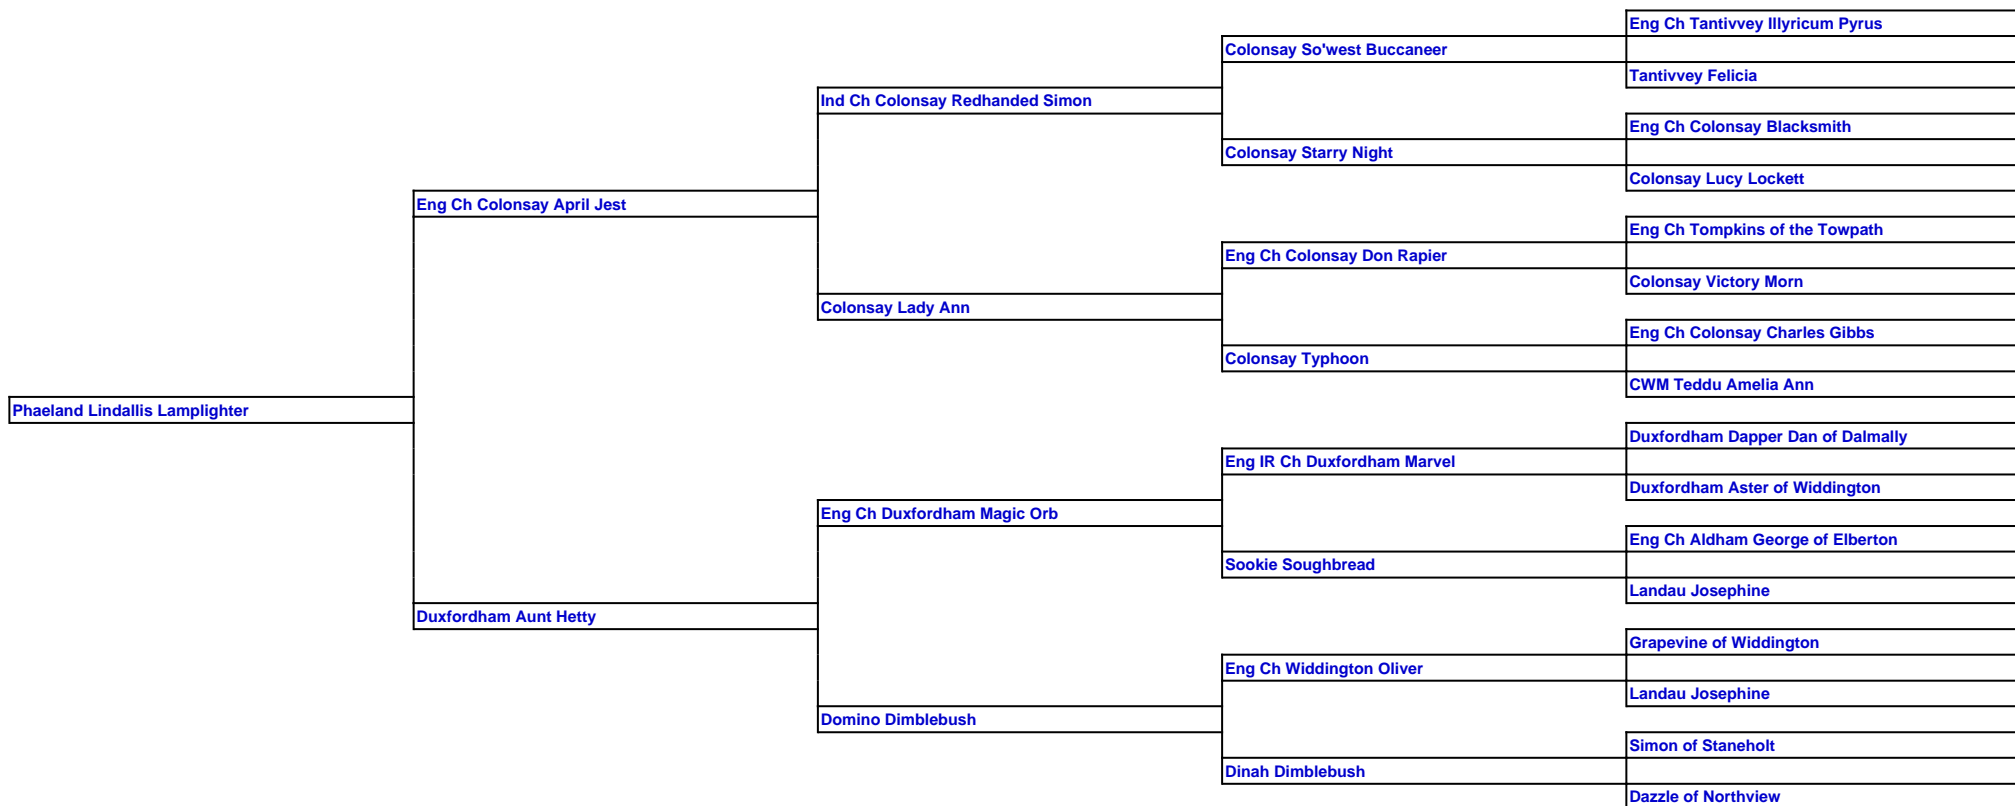 Eng Ch Tantivvey Illyricum Pyrus
Colonsay So'west Buccaneer
Tantivvey Felicia
Ind Ch Colonsay Redhanded Simon
Eng Ch Colonsay Blacksmith
Colonsay Starry Night
Colonsay Lucy Lockett
Eng Ch Colonsay April Jest
Eng Ch Tompkins of the Towpath
Eng Ch Colonsay Don Rapier
Colonsay Victory Morn
Colonsay Lady Ann
Eng Ch Colonsay Charles Gibbs
Colonsay Typhoon
CWM Teddu Amelia Ann
Phaeland Lindallis Lamplighter
Duxfordham Dapper Dan of Dalmally
Eng IR Ch Duxfordham Marvel
Duxfordham Aster of Widdington
Eng Ch Duxfordham Magic Orb
Eng Ch Aldham George of Elberton
Sookie Soughbread
Landau Josephine
Duxfordham Aunt Hetty
Grapevine of Widdington
Eng Ch Widdington Oliver
Landau Josephine
Domino Dimblebush
Simon of Staneholt
Dinah Dimblebush
Dazzle of Northview